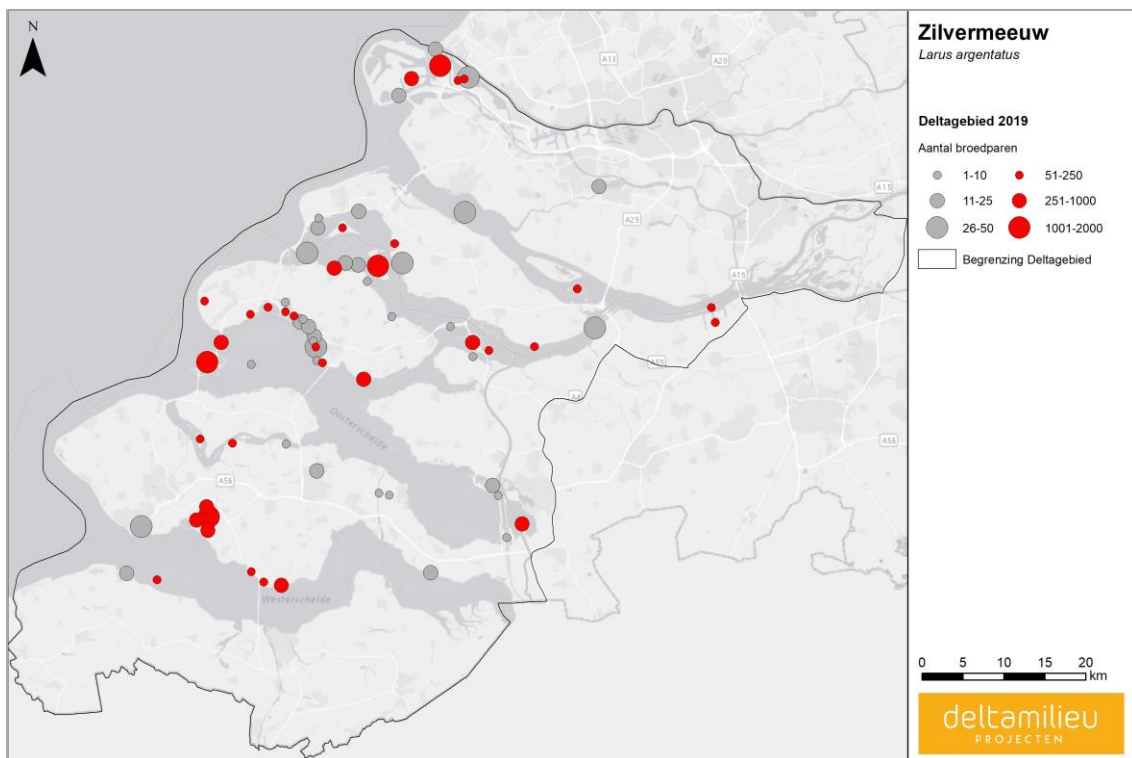 N
A13
A20
A15
A29
A16
A59
A4
A58
Oosterschelde
A58
Westerschelde
Zilvermeeuw
Larus argentatus
Deltagebied 2019
Aantal broedparen
1-10
51-250
11-25
251-1000
26-50
1001-2000
Begrenzing Deltagebied
0 5 10 15 20
km
deltamilieu
PROJECTEN